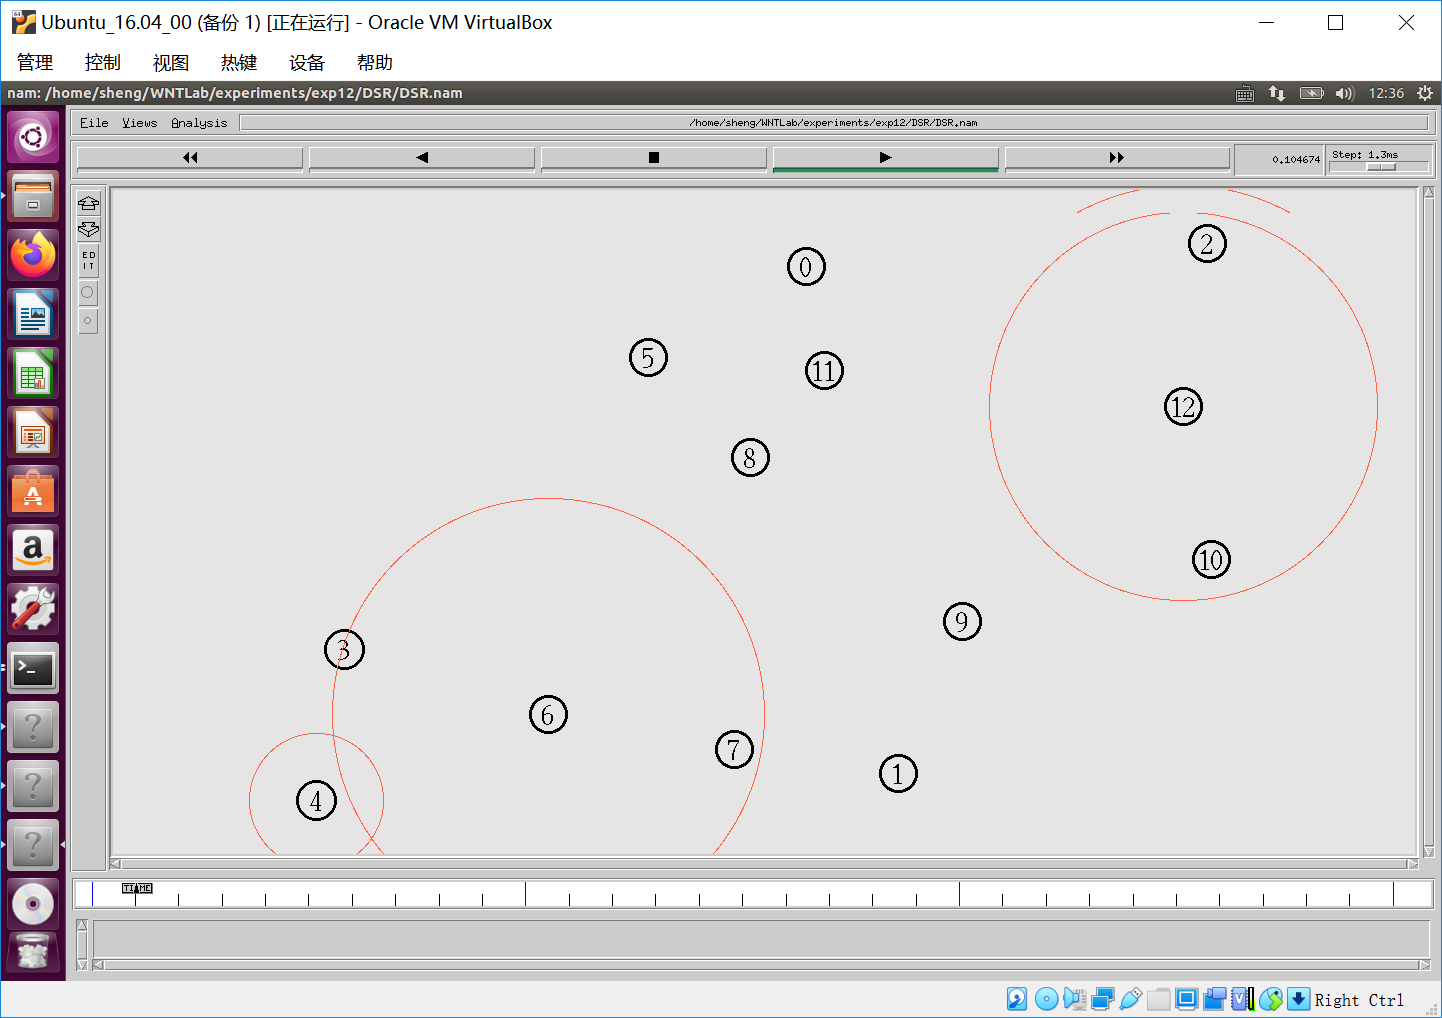 Ubuntu_16.04_00 (备份 1) [正在运行] - Oracle VM VirtualBox
管理 控制 视图 热键 设备 帮助
nam: /home/sheng/WNTLab/experiments/exp12/DSR/DSR.nam 12:36
File Views Analysis /home/sheng/WNTLab/experiments/exp12/DSR/DSR.nam
0.104674 Step: 1.3ms
ED
IT
2
0
5
11
12
8
10
9
3
6
7
1
4
TIME
Right Ctrl